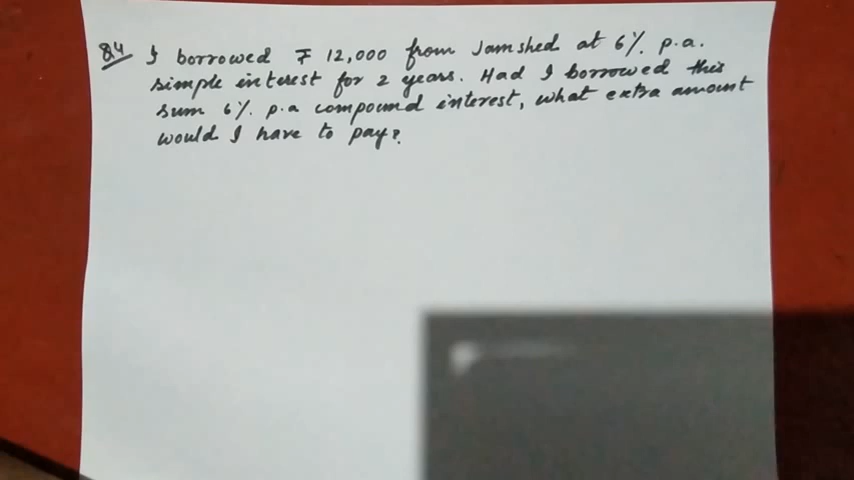 Q4 I borrowed ₹ 12,000 from Jamshed at 6% p.a.
simple interest for 2 years. Had I borrowed this
sum 6% p.a compound interest, what extra amount
would I have to pay?